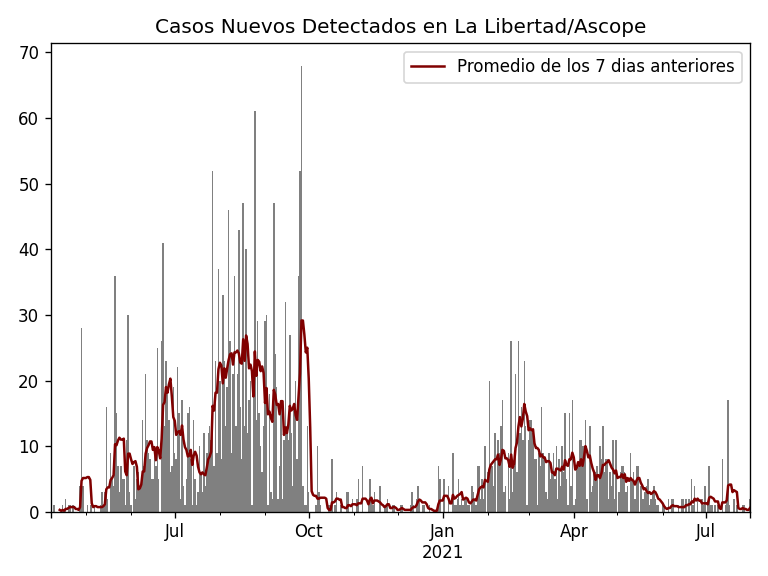 Casos Nuevos Detectados en La Libertad/Ascope
Promedio de los 7 dias anteriores
70
60
50
40
30
20
10
0
Jul
Oct
Jan
2021
Apr
Jul